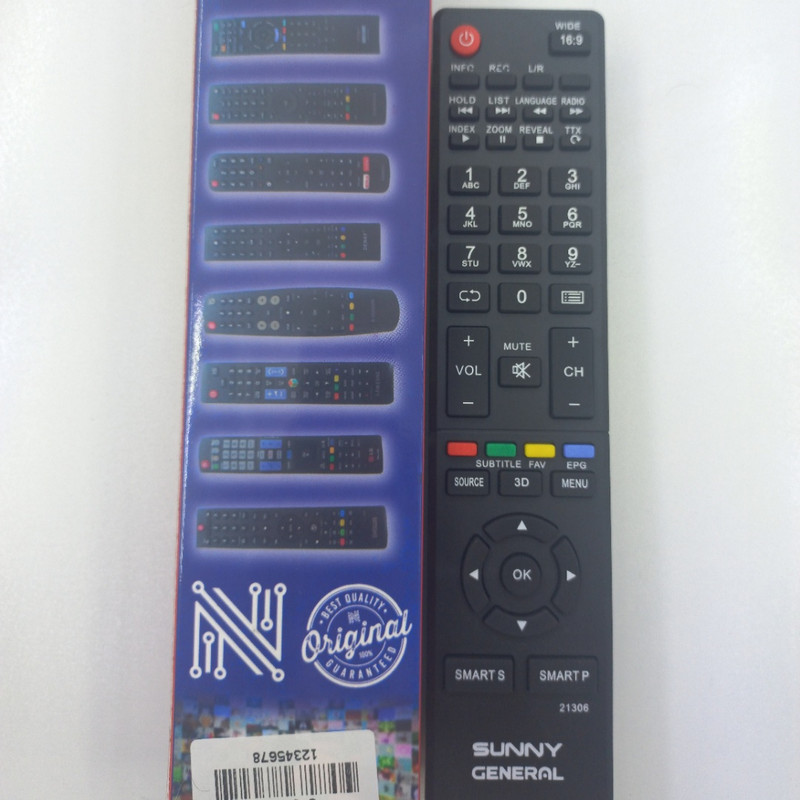 BEST QUALITY
Original
100%
GUARANTEED
12345678
WIDE
16:9
INFO REC L/R
HOLD LIST LANGUAGE RADIO
INDEX ZOOM REVEAL TTX
1 2 3
ABC DEF GHI
4 5 6
JKL MNO PQR
7 8 9
STU VWX YZ–
0
+ MUTE +
VOL CH
– –
SUBTITLE FAV EPG
SOURCE 3D MENU
OK
SMART S SMART P
21306
SUNNY
GENERAL